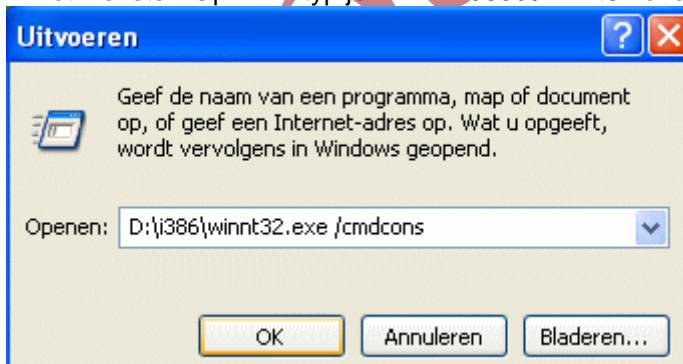 Uitvoeren
Geef de naam van een programma, map of document
op, of geef een Internet-adres op. Wat u opgeeft,
wordt vervolgens in Windows geopend.
Openen: D:\i386\winnt32.exe /cmdcons
OK Annuleren Bladeren...